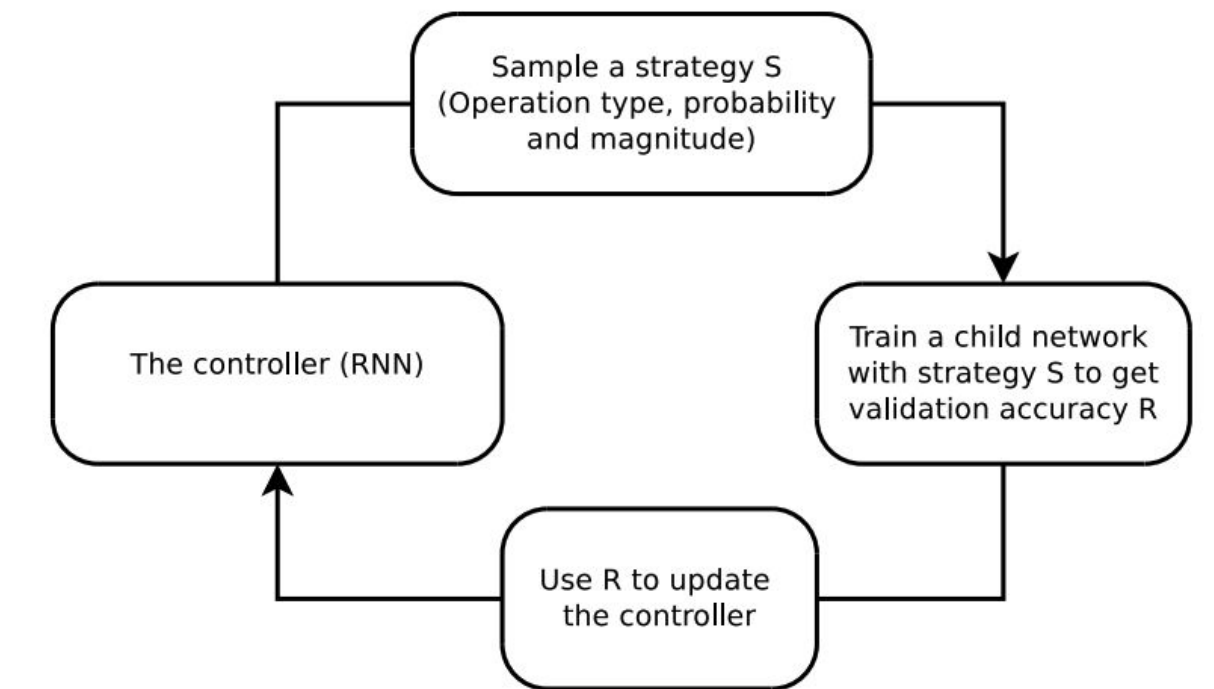 Sample a strategy S
(Operation type, probability
and magnitude)
The controller (RNN)
Train a child network
with strategy S to get
validation accuracy R
Use R to update
the controller